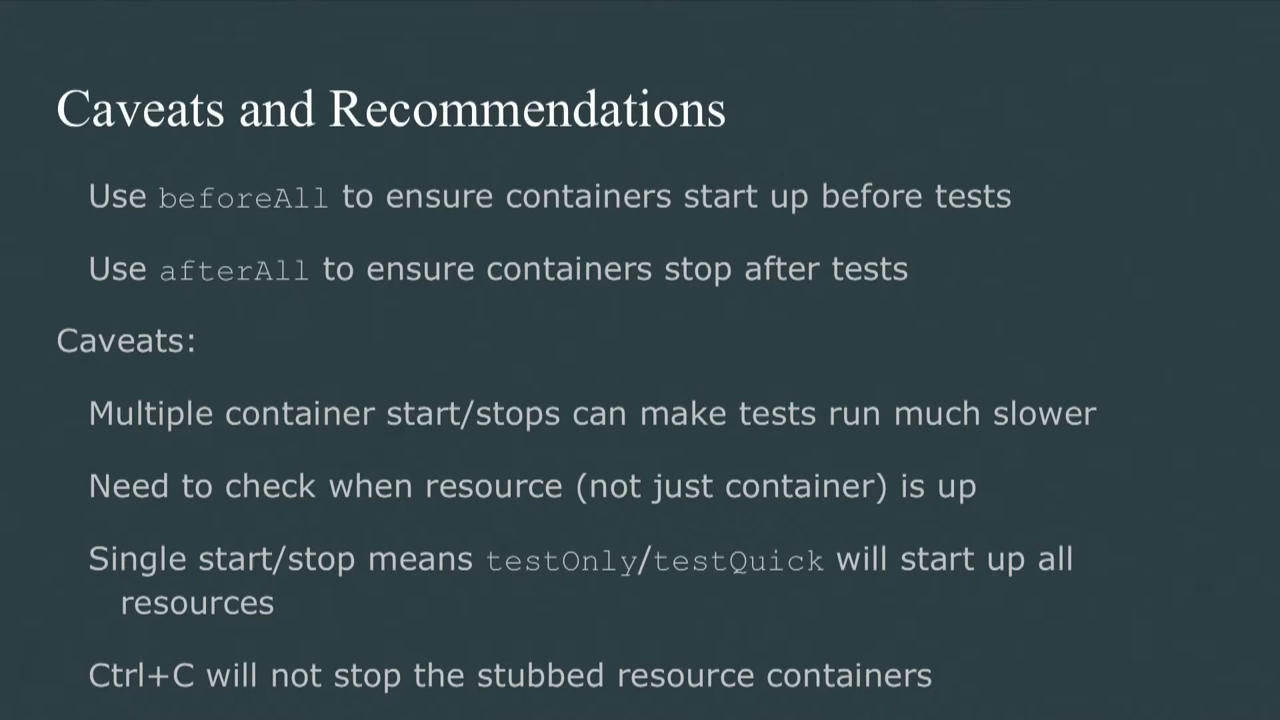 Caveats and Recommendations
Use beforeAll to ensure containers start up before tests
Use afterAll to ensure containers stop after tests
Caveats:
Multiple container start/stops can make tests run much slower
Need to check when resource (not just container) is up
Single start/stop means testOnly/testQuick will start up all
resources
Ctrl+C will not stop the stubbed resource containers